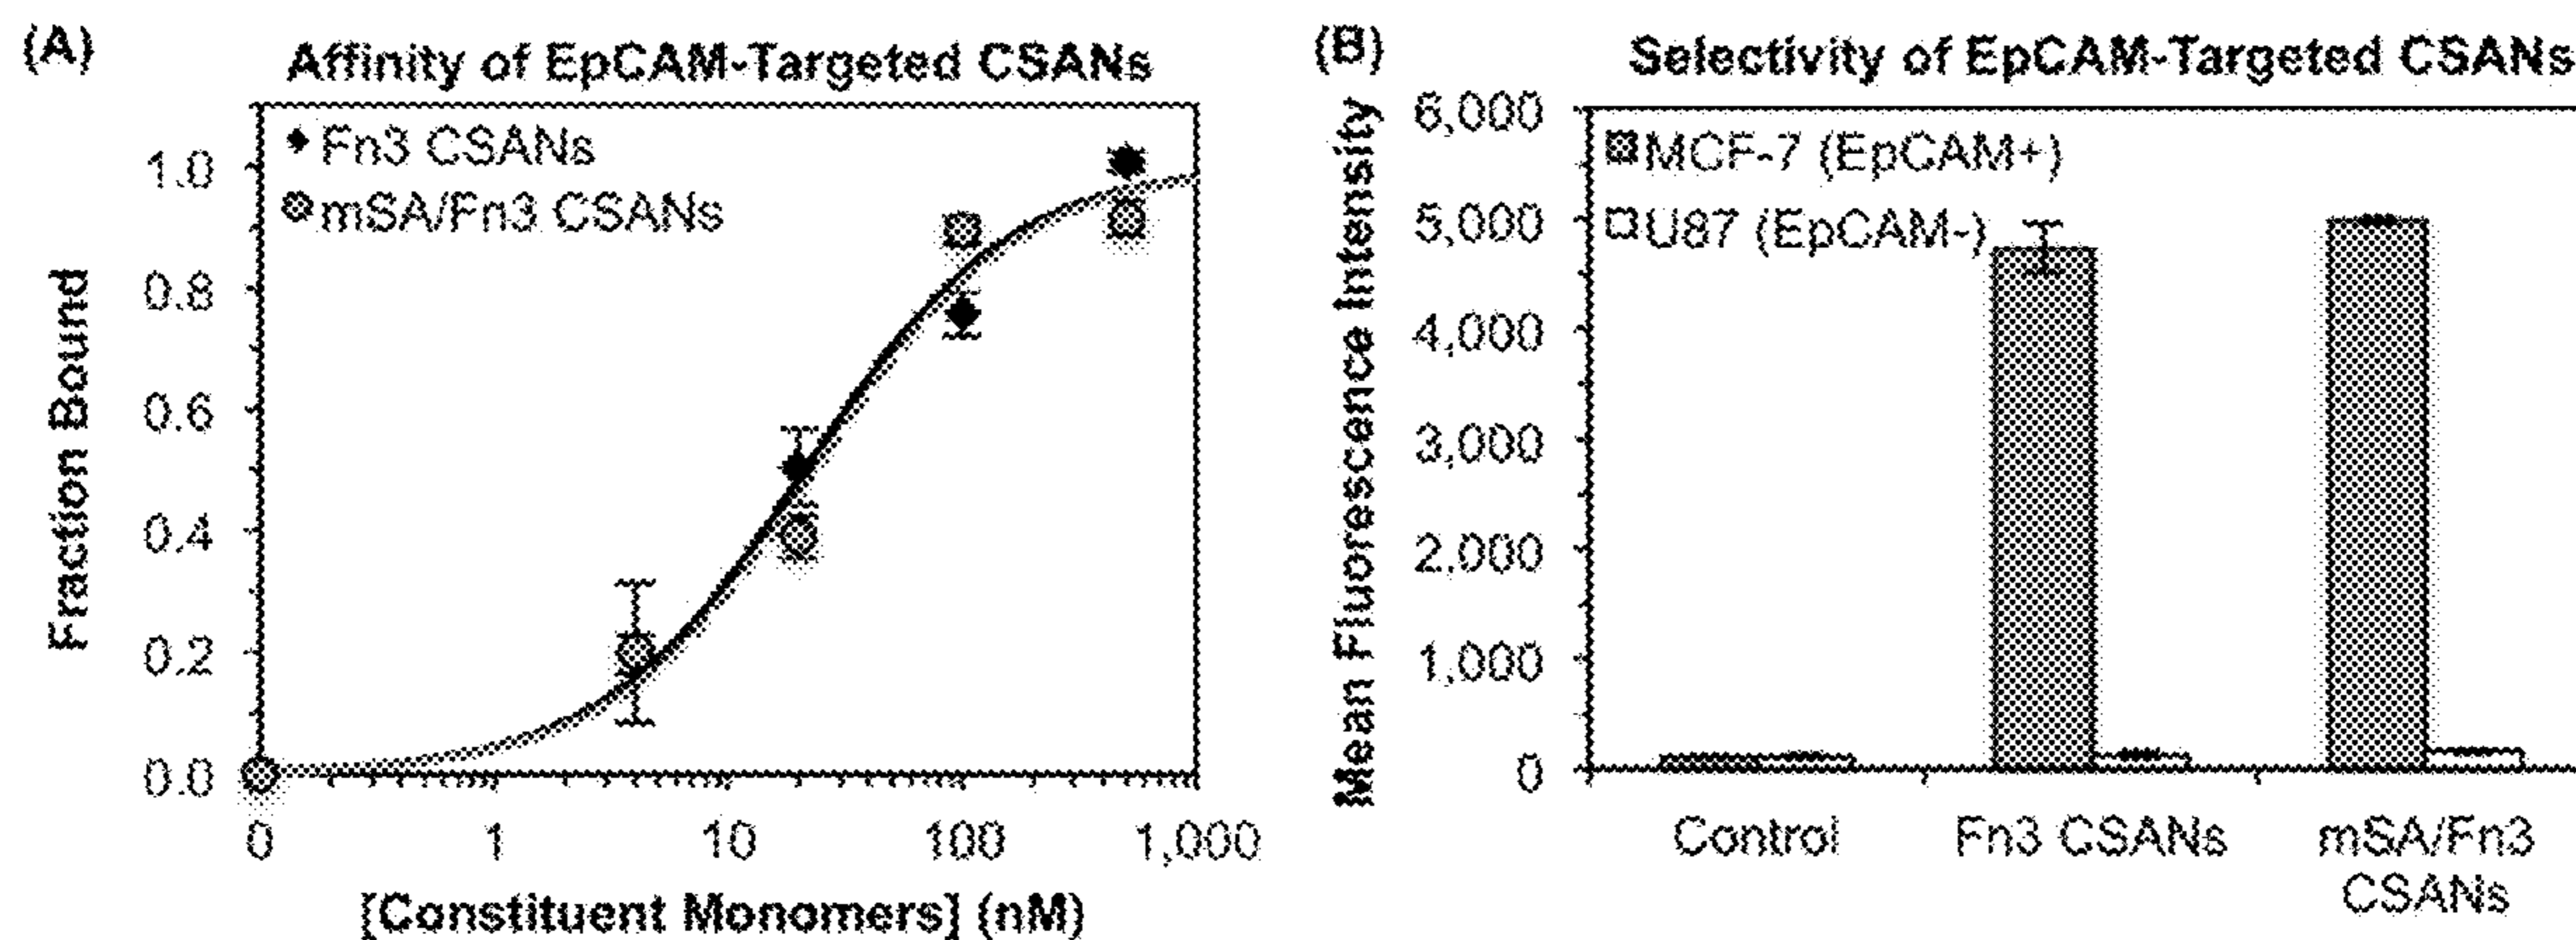 (A)
Affinity of EpCAM-Targeted CSANs
Fn3 CSANs
mSA/Fn3 CSANs
Fraction Bound
1.0
0.8
0.6
0.4
0.2
0.0
0 1 10 100 1,000
[Constituent Monomers] (nM)
(B)
Selectivity of EpCAM-Targeted CSANs
MCF-7 (EpCAM+)
U87 (EpCAM-)
Mean Fluorescence Intensity
6,000
5,000
4,000
3,000
2,000
1,000
0
Control Fn3 CSANs mSA/Fn3
CSANs